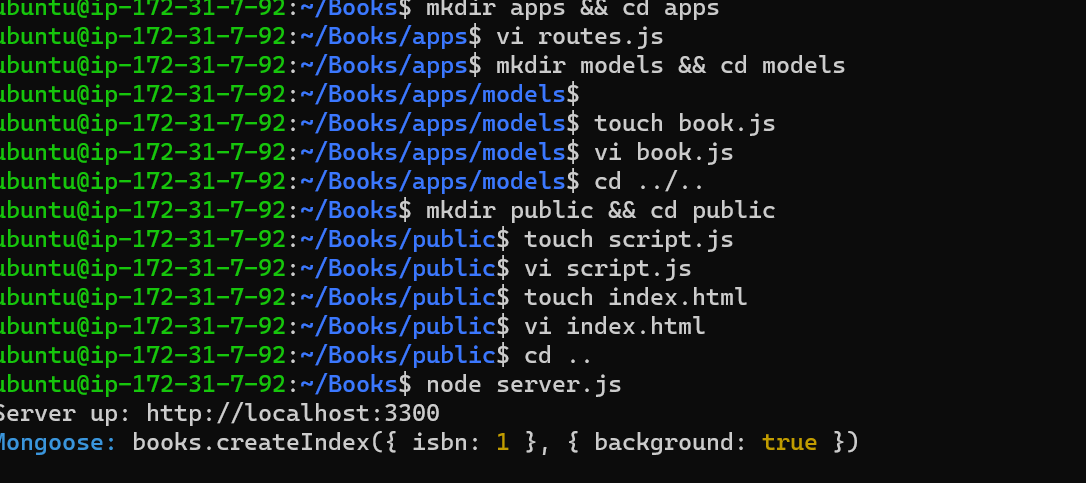 ubuntu@ip-172-31-7-92:~/Books$ mkdir apps && cd apps
ubuntu@ip-172-31-7-92:~/Books/apps$ vi routes.js
ubuntu@ip-172-31-7-92:~/Books/apps$ mkdir models && cd models
ubuntu@ip-172-31-7-92:~/Books/apps/models$
ubuntu@ip-172-31-7-92:~/Books/apps/models$ touch book.js
ubuntu@ip-172-31-7-92:~/Books/apps/models$ vi book.js
ubuntu@ip-172-31-7-92:~/Books/apps/models$ cd ../..
ubuntu@ip-172-31-7-92:~/Books$ mkdir public && cd public
ubuntu@ip-172-31-7-92:~/Books/public$ touch script.js
ubuntu@ip-172-31-7-92:~/Books/public$ vi script.js
ubuntu@ip-172-31-7-92:~/Books/public$ touch index.html
ubuntu@ip-172-31-7-92:~/Books/public$ vi index.html
ubuntu@ip-172-31-7-92:~/Books/public$ cd ..
ubuntu@ip-172-31-7-92:~/Books$ node server.js
Server up: http://localhost:3300
Mongoose: books.createIndex({ isbn: 1 }, { background: true })